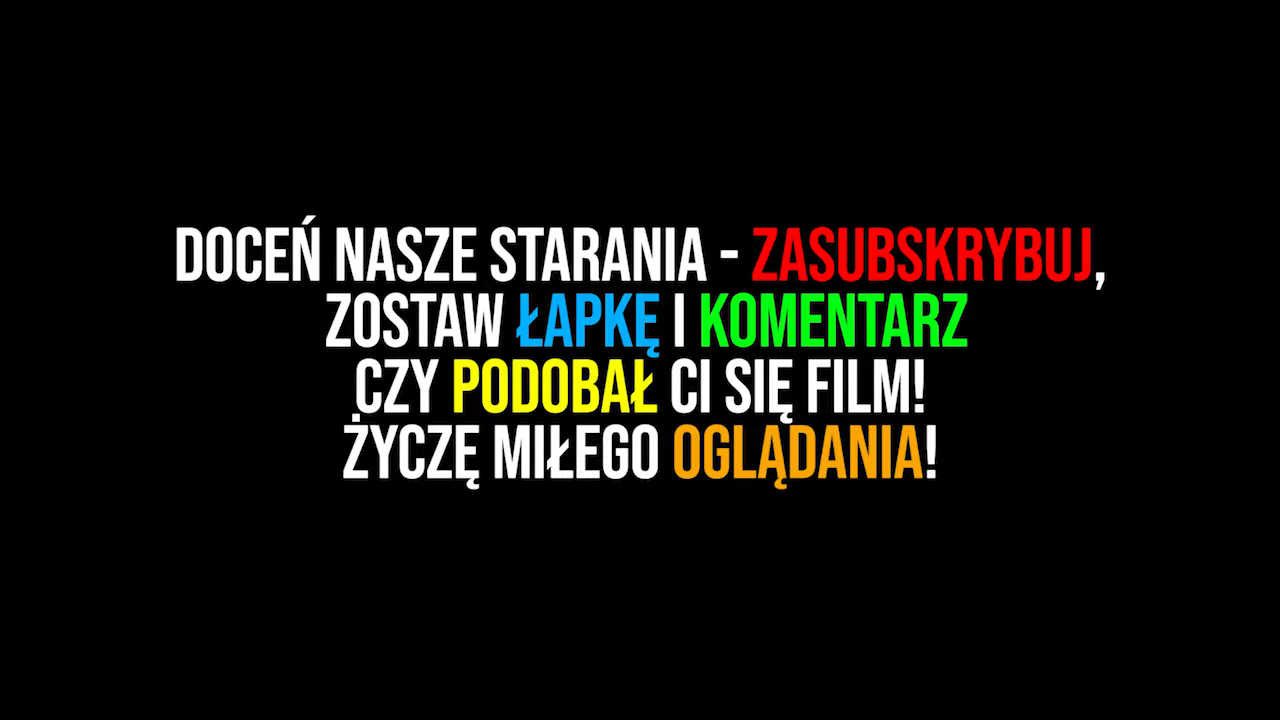 DOCEŃ NASZE STARANIA - ZASUBSKRYBUJ,
ZOSTAW ŁAPKĘ I KOMENTARZ
CZY PODOBAŁ CI SIĘ FILM!
ŻYCZĘ MIŁEGO OGLĄDANIA!